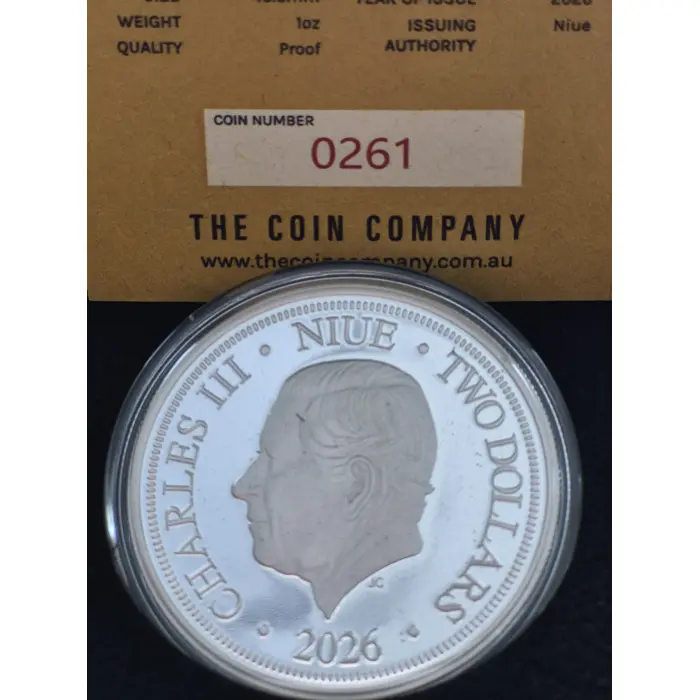 WEIGHT 1oz ISSUING AUTHORITY Niue
QUALITY Proof
COIN NUMBER
0261
THE COIN COMPANY
www.thecoincompany.com.au
CHARLES III • NIUE • TWO DOLLARS
JC
2026